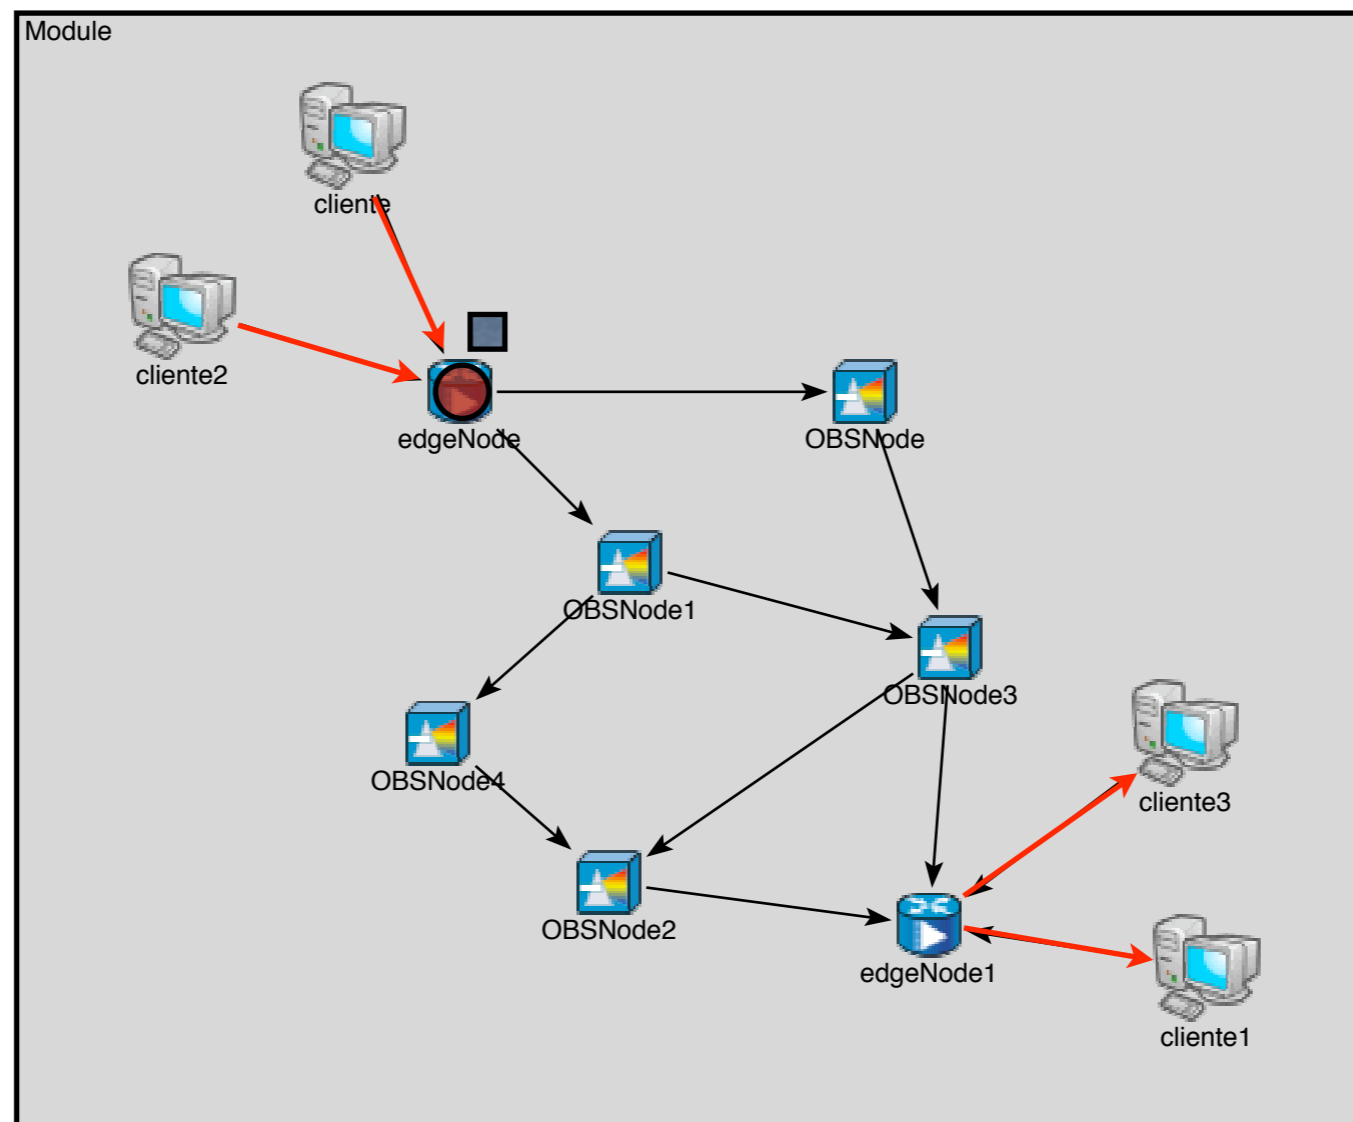 Module
cliente
cliente2
edgeNode
OBSNode
OBSNode1
OBSNode3
OBSNode4
cliente3
OBSNode2
edgeNode1
cliente1